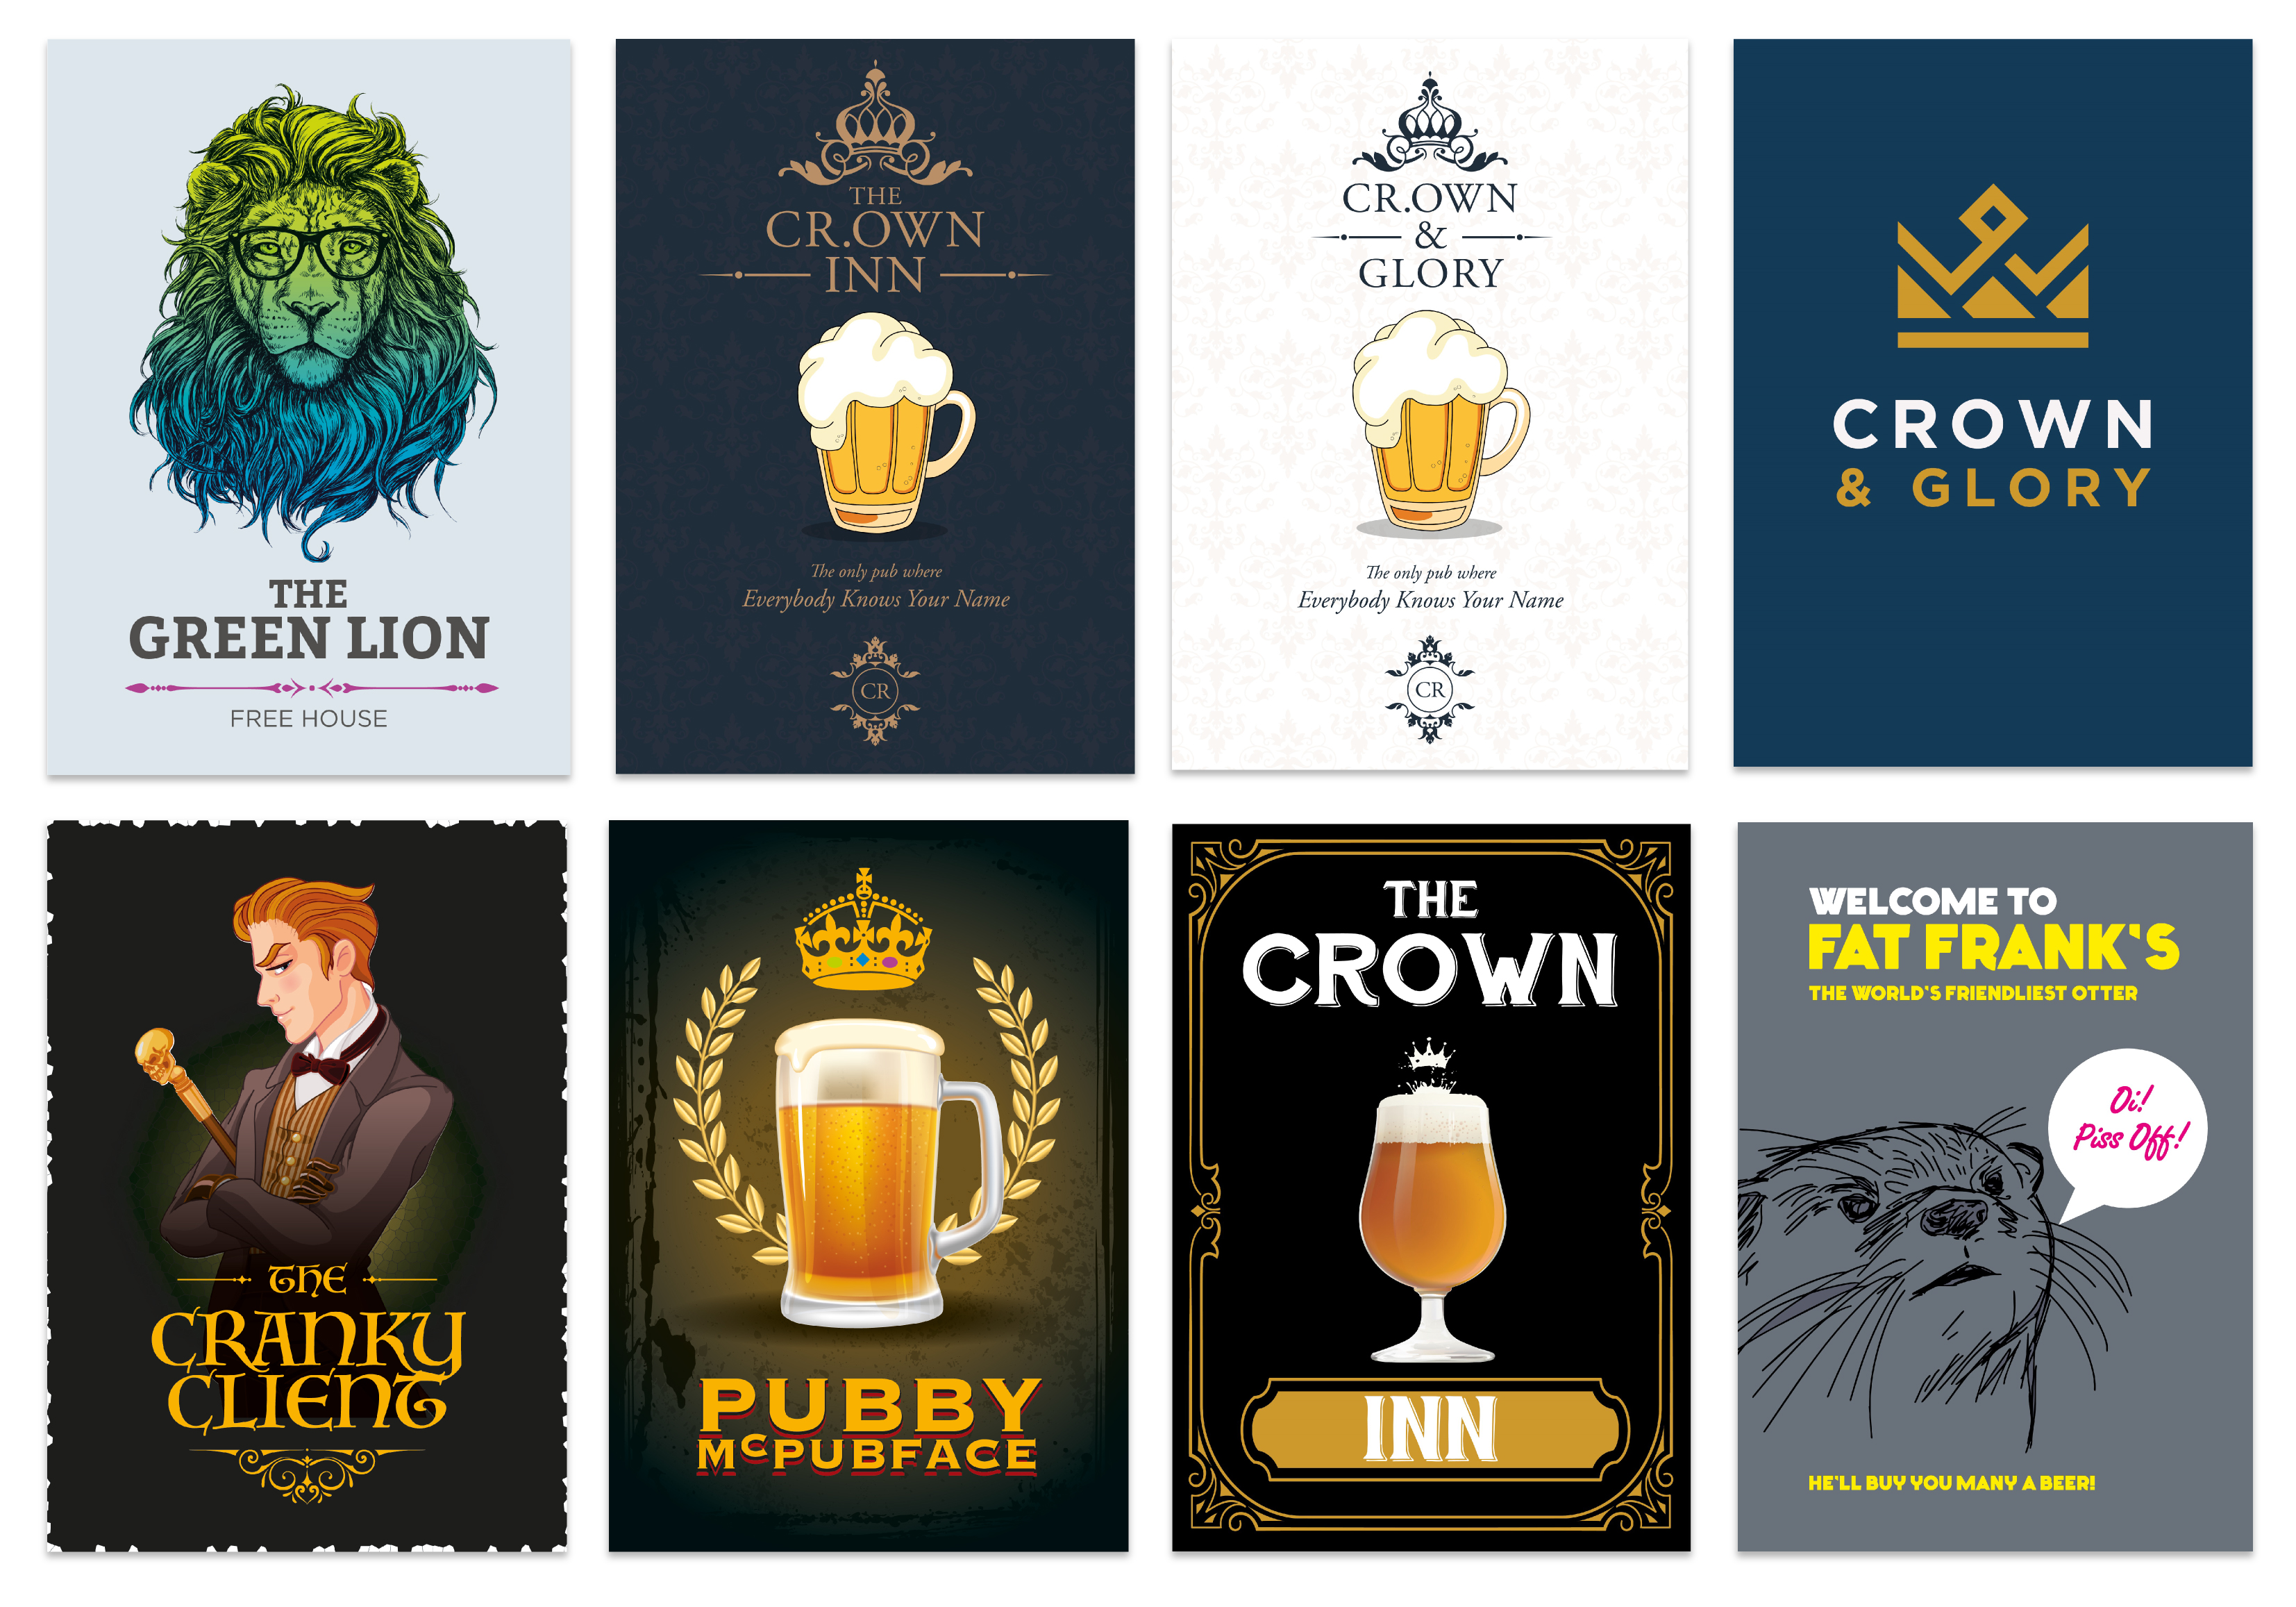 THE
GREEN LION
FREE HOUSE
THE
CR.OWN
INN
The only pub where
Everybody Knows Your Name
CR
CR.OWN
&
GLORY
The only pub where
Everybody Knows Your Name
CR
CROWN
& GLORY
THE
CRANKY
CLIENT
PUBBY
McPUBFACE
THE
CROWN
INN
WELCOME TO
FAT FRANK'S
THE WORLD'S FRIENDLIEST OTTER
Oi!
Piss Off!
HE'LL BUY YOU MANY A BEER!